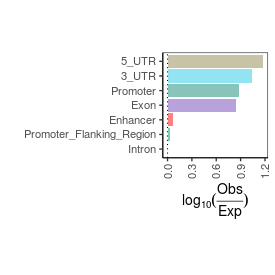 5_UTR
3_UTR
Promoter
Exon
Enhancer
Promoter_Flanking_Region
Intron
0.0 0.3 0.6 0.9 1.2
log10(Obs/Exp)